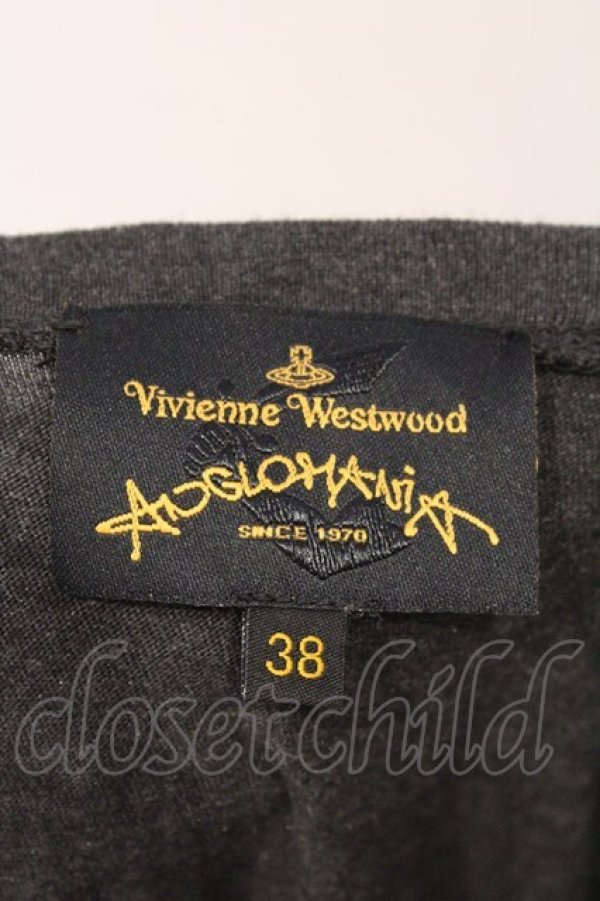 Vivienne Westwood
ANGLOMANiA
SINCE 1970
38
closetchild